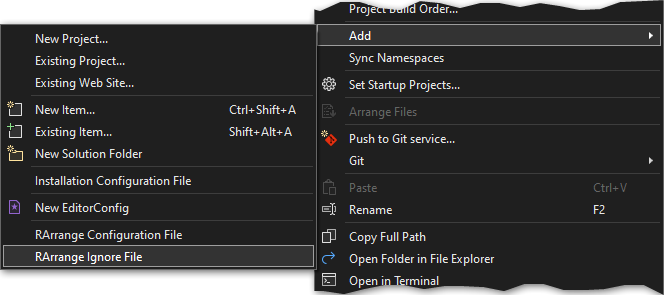 New Project...
Existing Project...
Existing Web Site...
New Item... Ctrl+Shift+A
Existing Item... Shift+Alt+A
New Solution Folder
Installation Configuration File
New EditorConfig
RArrange Configuration File
RArrange Ignore File
Project Build Order...
Add
Sync Namespaces
Set Startup Projects...
Arrange Files
Push to Git service...
Git
Paste Ctrl+V
Rename F2
Copy Full Path
Open Folder in File Explorer
Open in Terminal